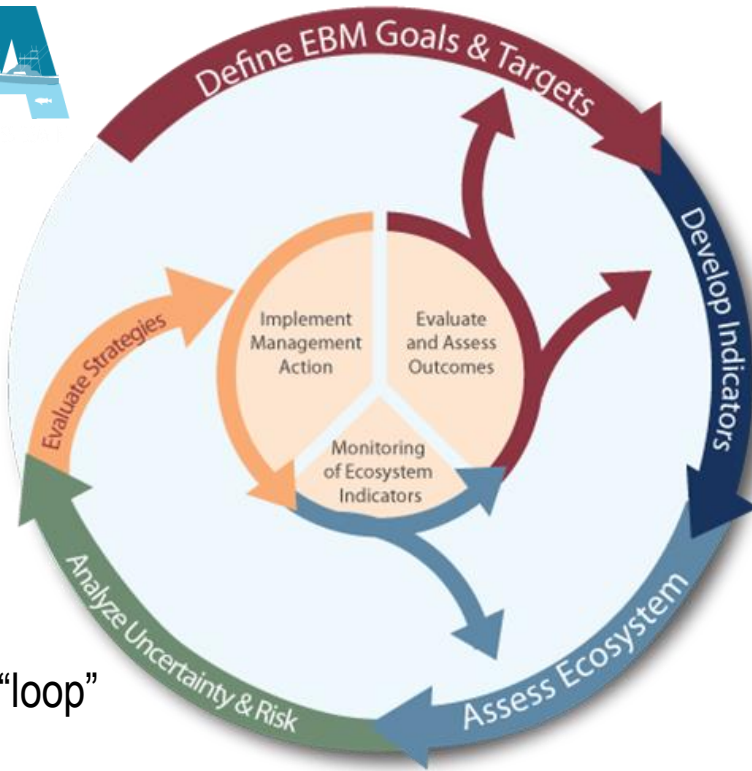 A
Define EBM Goals & Targets
Develop Indicators
Assess Ecosystem
Analyze Uncertainty & Risk
Evaluate Strategies
Implement
Management
Action
Evaluate
and Assess
Outcomes
Monitoring
of Ecosystem
Indicators
“loop”